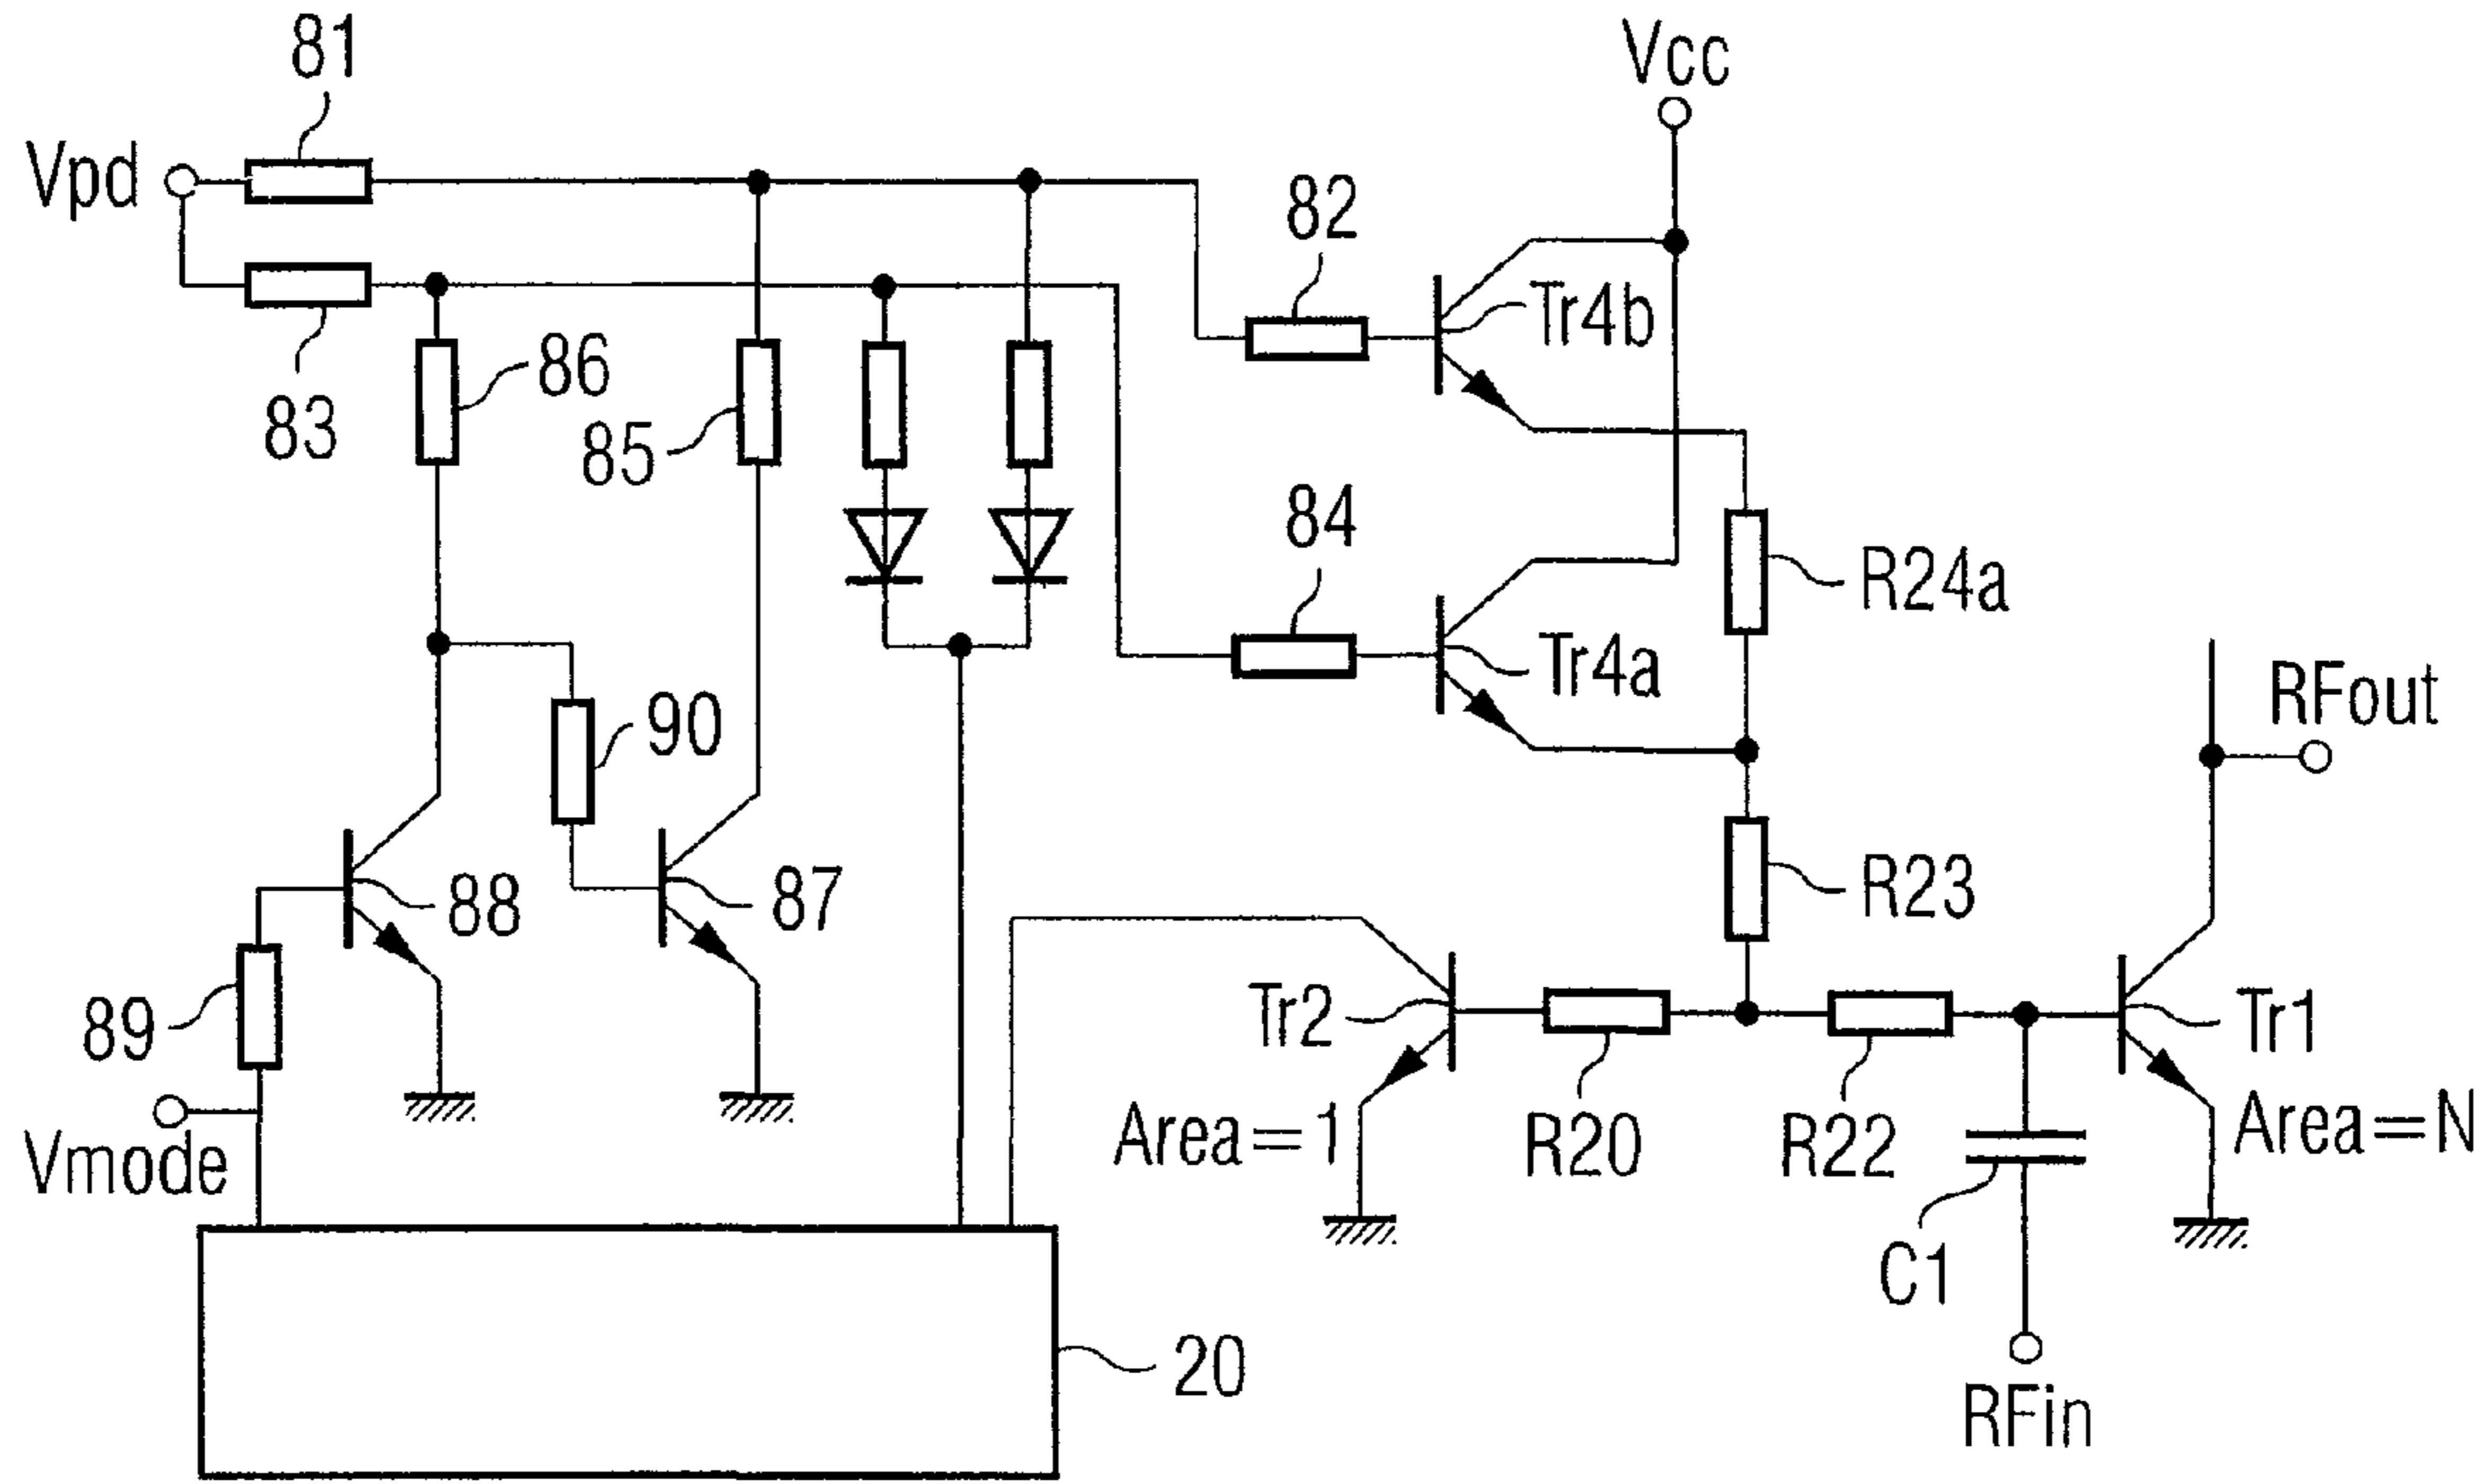 81
Vcc
Vpd
82
Tr4b
83
86
85
84
R24a
Tr4a
90
RFout
88
87
R23
89
Tr2
Tr1
Area=1
R20
R22
Area=N
Vmode
C1
20
RFin